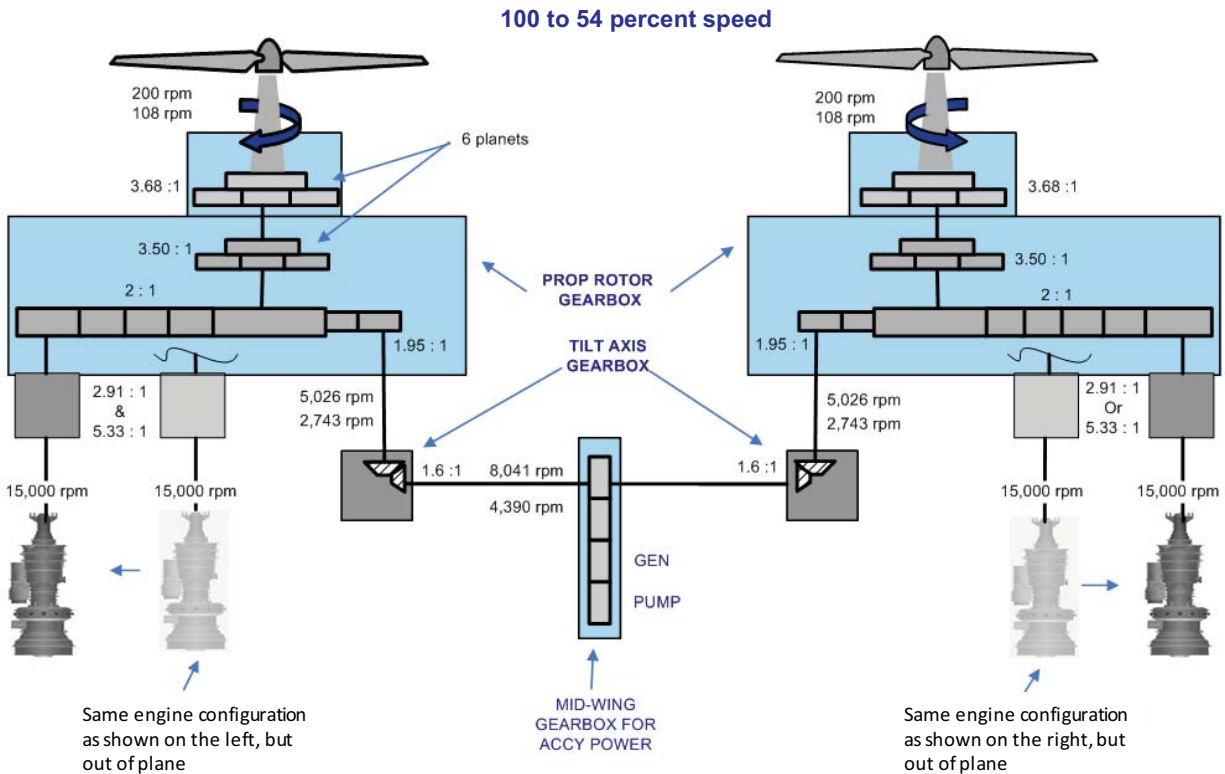 100 to 54 percent speed
200 rpm
108 rpm
6 planets
3.68 :1
3.50 : 1
2 : 1
1.95 : 1
2.91 : 1
&
5.33 : 1
5,026 rpm
2,743 rpm
15,000 rpm
15,000 rpm
PROP ROTOR
GEARBOX
TILT AXIS
GEARBOX
1.6 :1
8,041 rpm
4,390 rpm
1.6 :1
GEN
PUMP
MID-WING
GEARBOX FOR
ACCY POWER
200 rpm
108 rpm
3.68 :1
3.50 : 1
2 : 1
1.95 : 1
5,026 rpm
2,743 rpm
2.91 : 1
Or
5.33 : 1
15,000 rpm
15,000 rpm
Same engine configuration
as shown on the left, but
out of plane
Same engine configuration
as shown on the right, but
out of plane